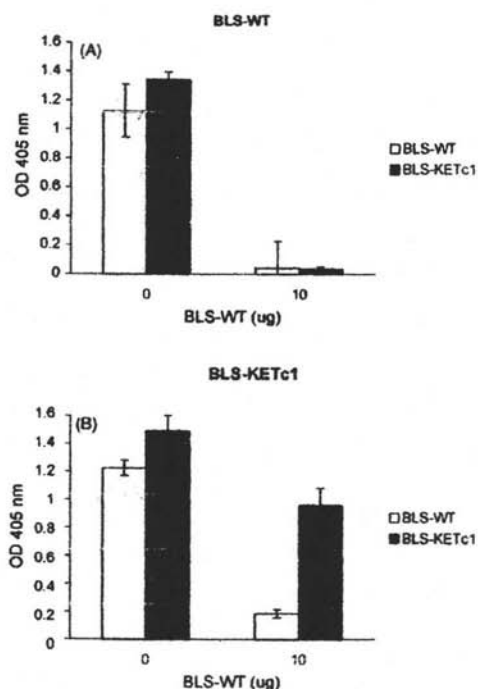 BLS-WT
(A)
1.6
1.4
1.2
1
0.8
0.6
0.4
0.2
0
OD 405 nm
0
10
BLS-WT (ug)
BLS-WT
BLS-KETc1
BLS-KETc1
(B)
1.6
1.4
1.2
1
0.8
0.6
0.4
0.2
0
OD 405 nm
0
10
BLS-WT (ug)
BLS-WT
BLS-KETc1